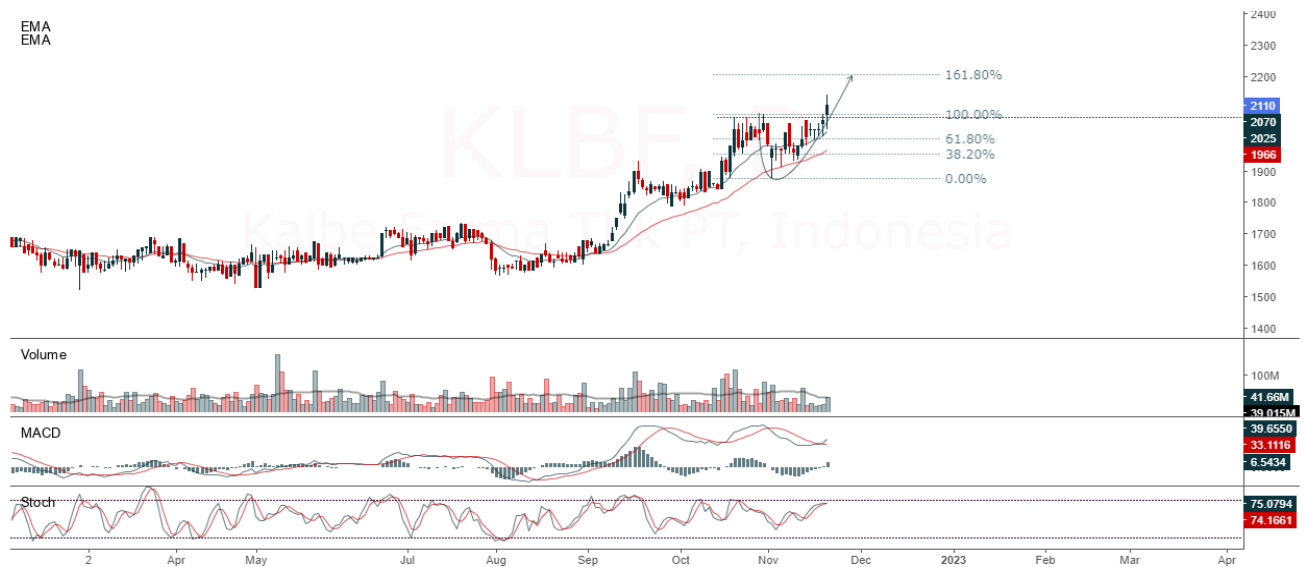 EMA
EMA
2400
2300
2200
2110
2070
2025
1966
1900
1800
1700
1600
1500
1400
161.80%
100.00%
61.80%
38.20%
0.00%
KLBF, D
Kalbe Farma Tbk PT, Indonesia
Volume
100M
41.66M
39.015M
MACD
39.6550
33.1116
6.5434
Stoch
75.0794
74.1661
2 Apr May Jul Aug Sep Oct Nov Dec 2023 Feb Mar Apr